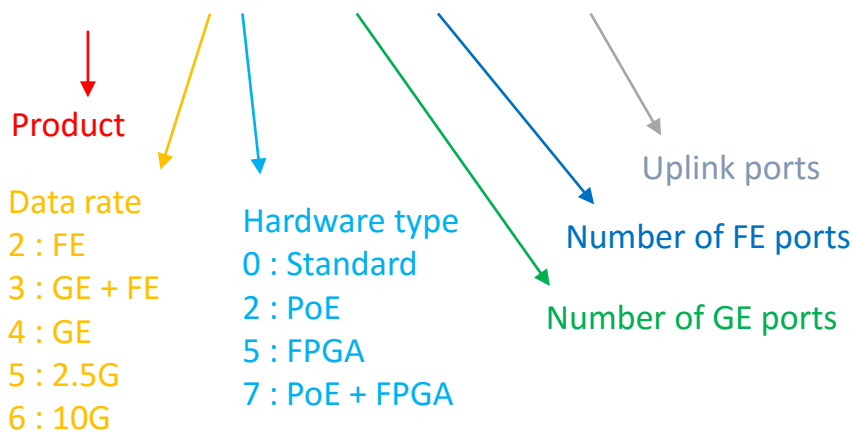 Product
Data rate
2 : FE
3 : GE + FE
4 : GE
5 : 2.5G
6 : 10G
Hardware type
0 : Standard
2 : PoE
5 : FPGA
7 : PoE + FPGA
Uplink ports
Number of FE ports
Number of GE ports